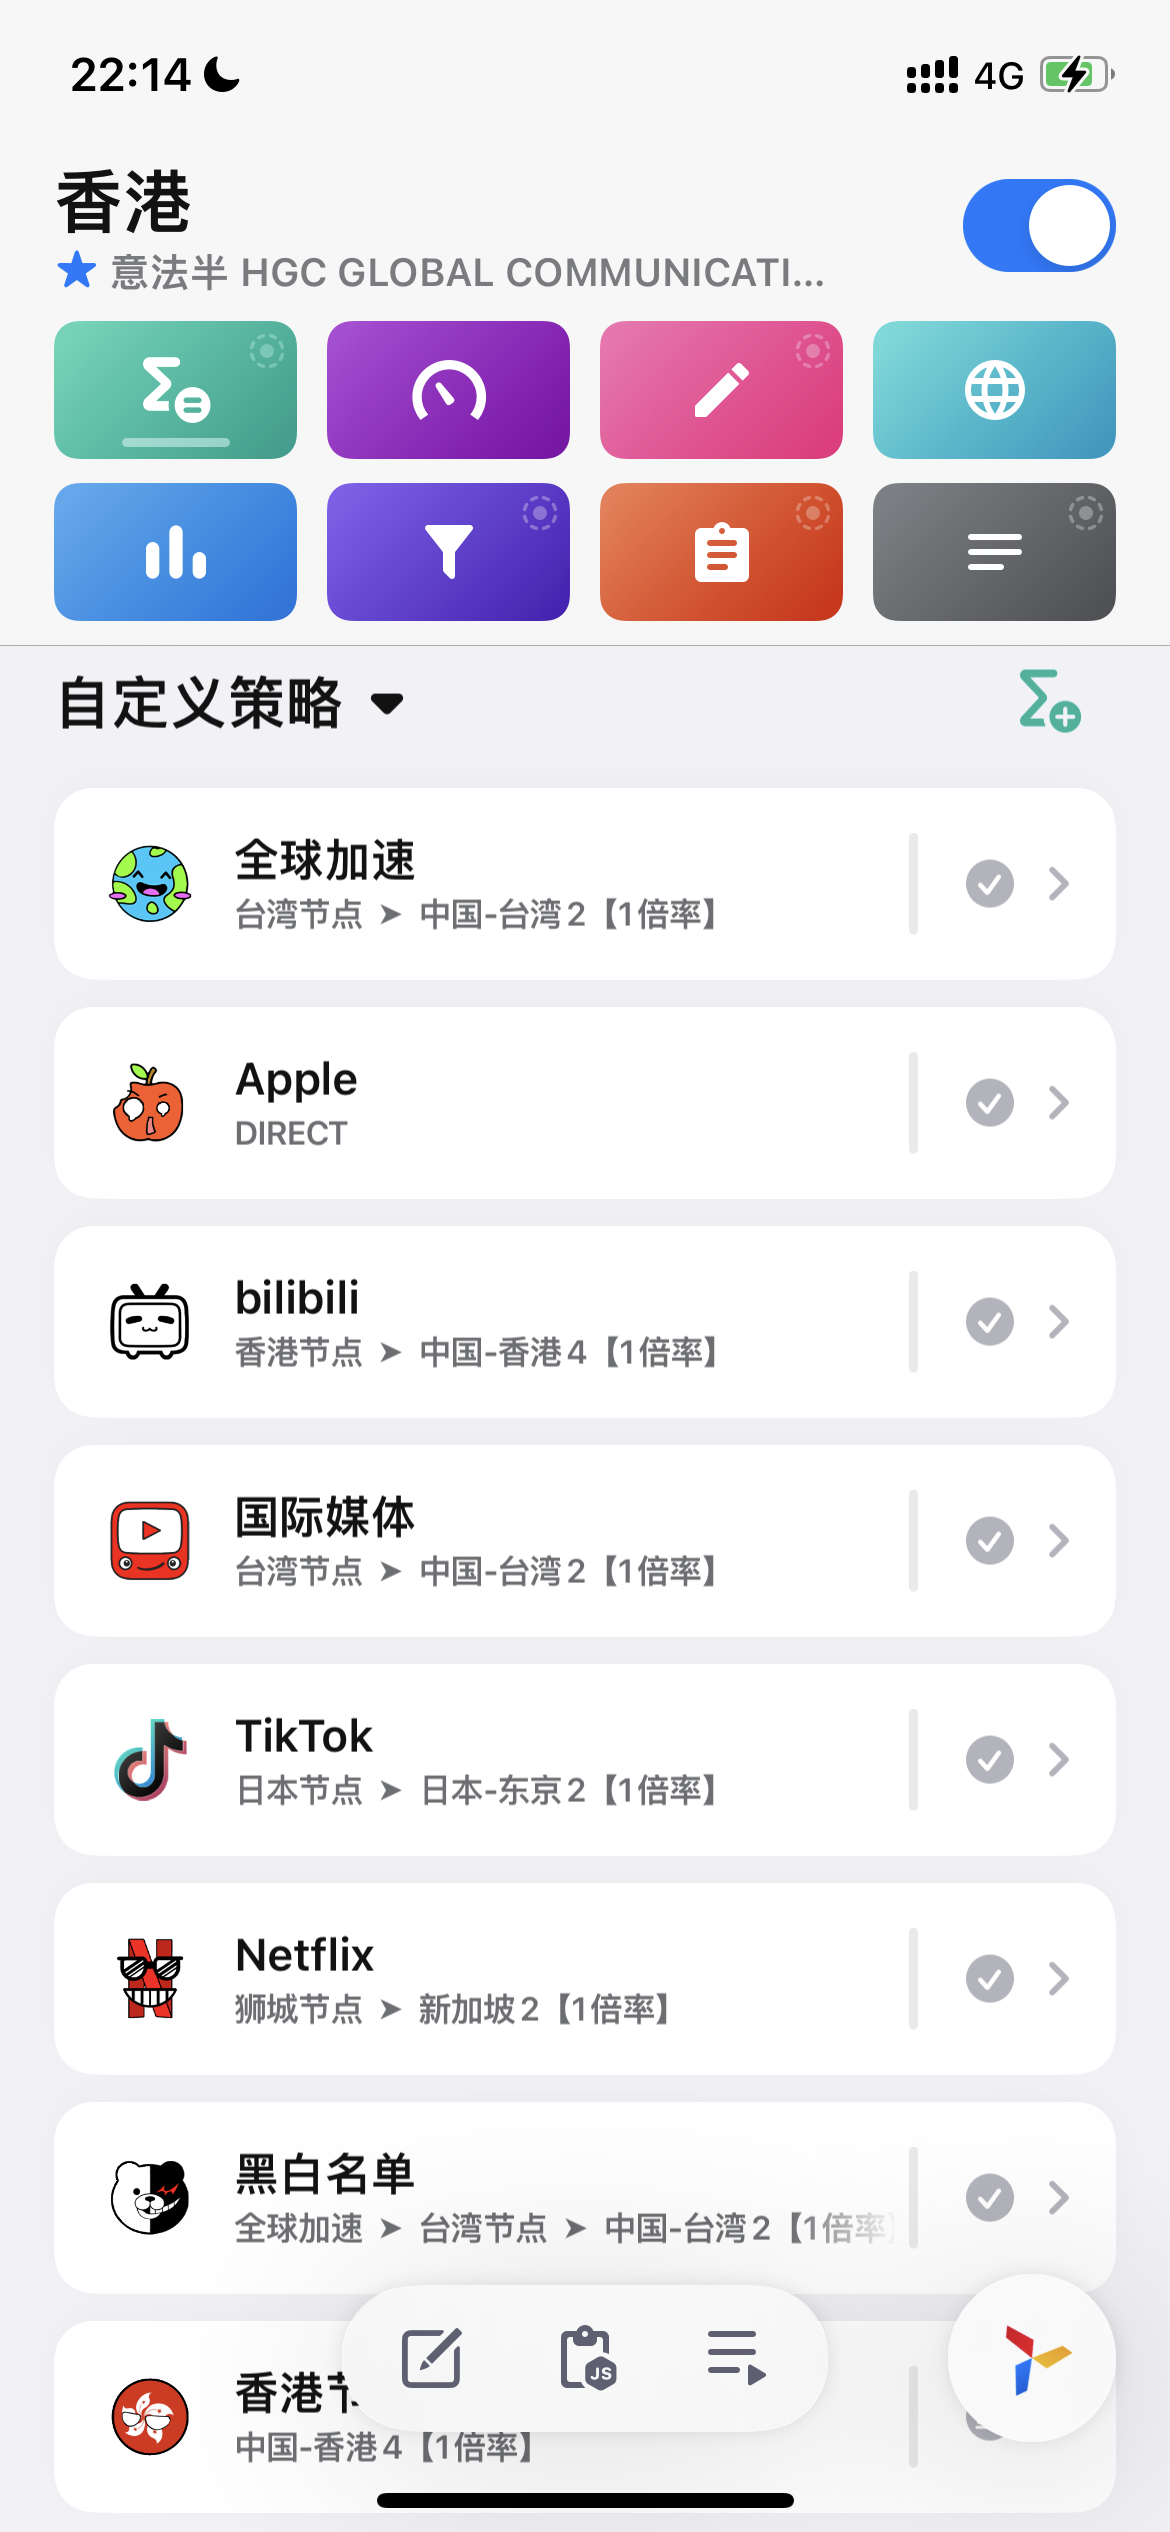 22:14
4G
香港
意法半 HGC GLOBAL COMMUNICATI...
自定义策略
全球加速
台湾节点 ➤ 中国-台湾2【1倍率】
Apple
DIRECT
bilibili
香港节点 ➤ 中国-香港4【1倍率】
国际媒体
台湾节点 ➤ 中国-台湾2【1倍率】
TikTok
日本节点 ➤ 日本-东京2【1倍率】
Netflix
狮城节点 ➤ 新加坡2【1倍率】
黑白名单
全球加速 ➤ 台湾节点 ➤ 中国-台湾2【1倍率】
JS
香港
中国-香港4【1倍率】